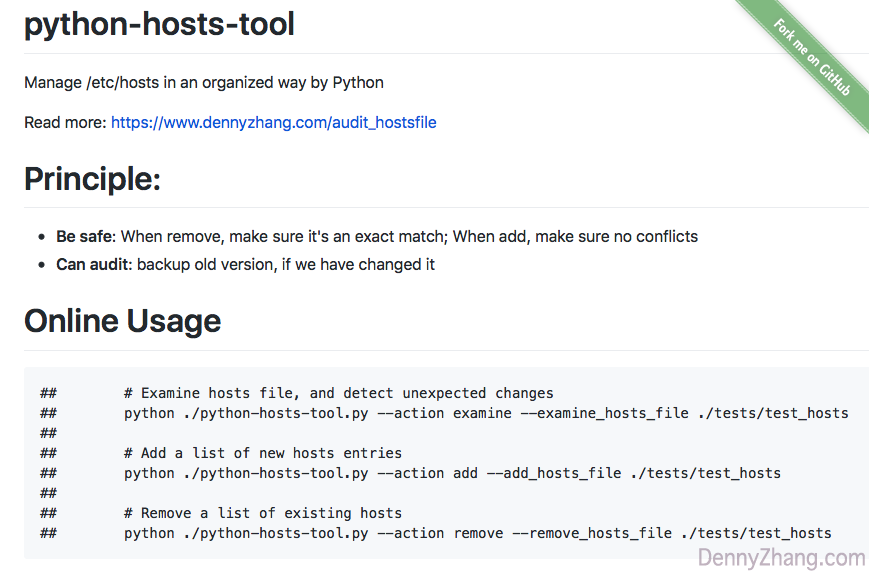 python-hosts-tool
Fork me on GitHub
Manage /etc/hosts in an organized way by Python
Read more: https://www.dennyzhang.com/audit_hostsfile
Principle:
• Be safe: When remove, make sure it's an exact match; When add, make sure no conflicts
• Can audit: backup old version, if we have changed it
Online Usage
##        # Examine hosts file, and detect unexpected changes
##        python ./python-hosts-tool.py --action examine --examine_hosts_file ./tests/test_hosts
##
##        # Add a list of new hosts entries
##        python ./python-hosts-tool.py --action add --add_hosts_file ./tests/test_hosts
##
##        # Remove a list of existing hosts
##        python ./python-hosts-tool.py --action remove --remove_hosts_file ./tests/test_hosts
DennyZhang.com